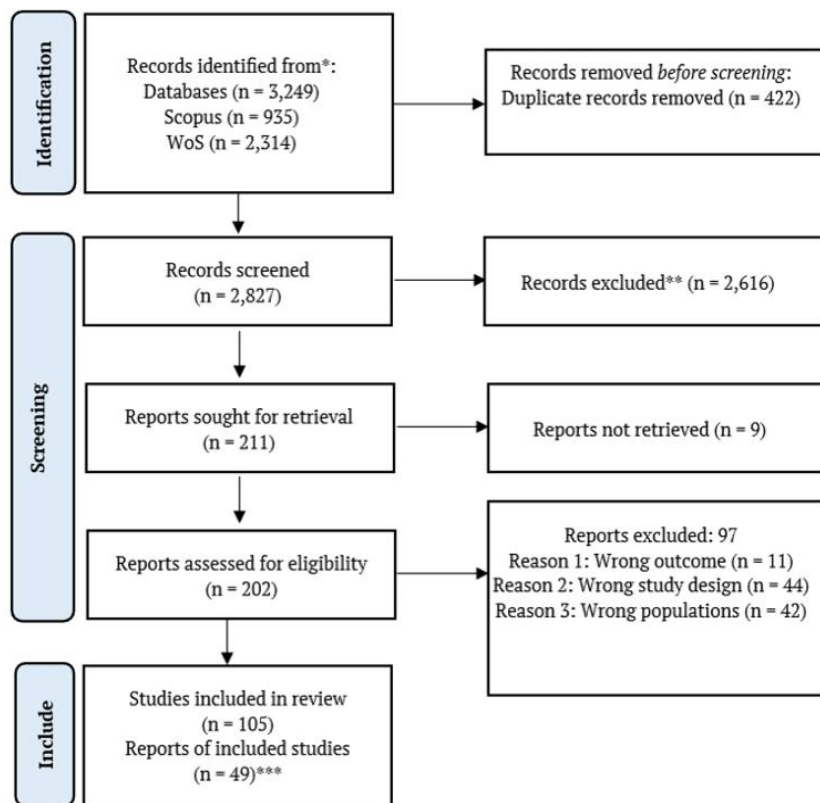 Identification
Records identified from*:
Databases (n = 3,249)
Scopus (n = 935)
WoS (n = 2,314)
Records removed before screening:
Duplicate records removed (n = 422)
Screening
Records screened
(n = 2,827)
Records excluded** (n = 2,616)
Reports sought for retrieval
(n = 211)
Reports not retrieved (n = 9)
Reports assessed for eligibility
(n = 202)
Reports excluded: 97
Reason 1: Wrong outcome (n = 11)
Reason 2: Wrong study design (n = 44)
Reason 3: Wrong populations (n = 42)
Include
Studies included in review
(n = 105)
Reports of included studies
(n = 49)***